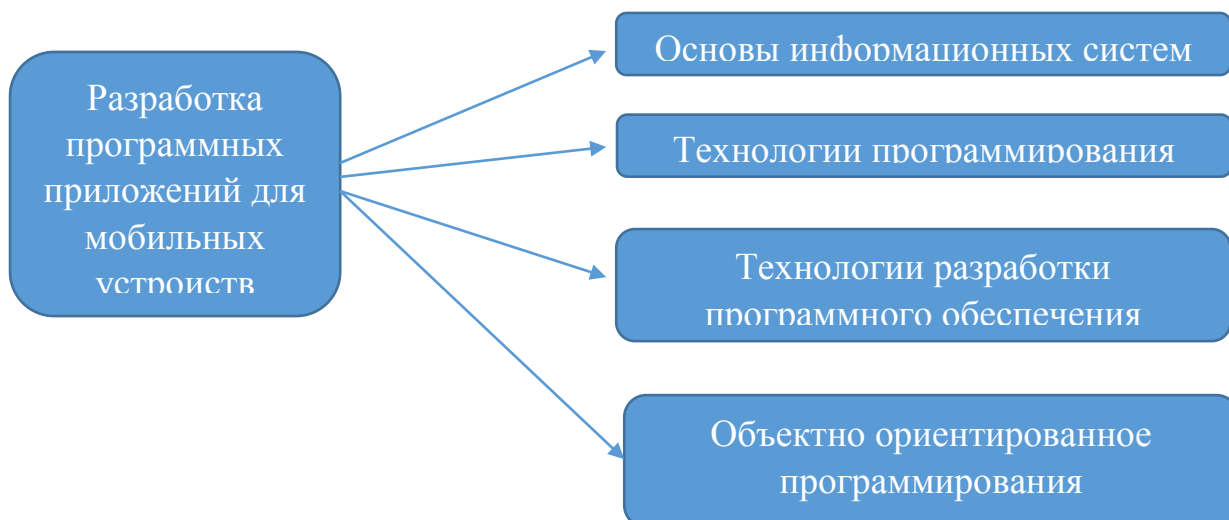 Разработка
программных
приложений для
мобильных
устройств
Основы информационных систем
Технологии программирования
Технологии разработки
программного обеспечения
Объектно ориентированное
программирования